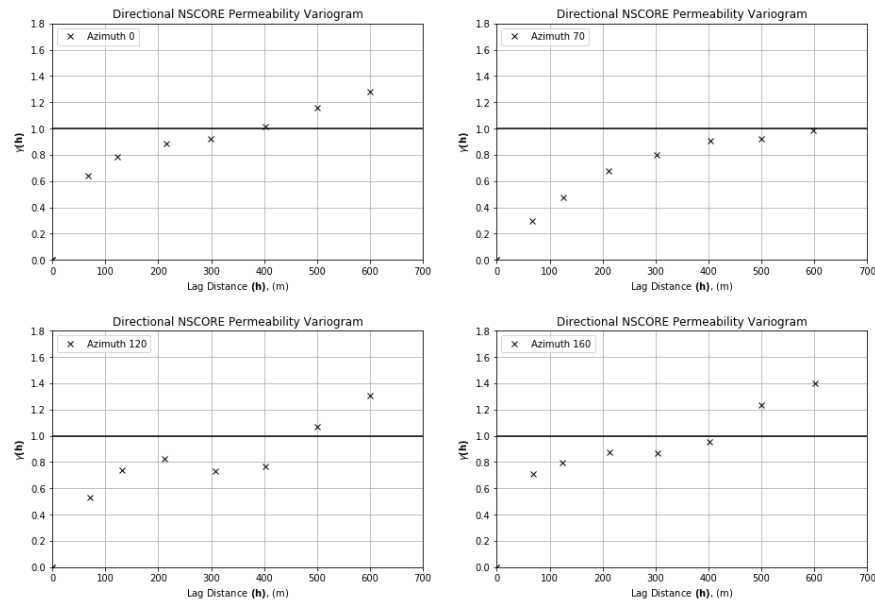 Directional NSCORE Permeability Variogram
Azimuth 0
1.8
1.6
1.4
1.2
1.0
0.8
0.6
0.4
0.2
0.0
γ(h)
0 100 200 300 400 500 600 700
Lag Distance (h), (m)
Directional NSCORE Permeability Variogram
Azimuth 70
1.8
1.6
1.4
1.2
1.0
0.8
0.6
0.4
0.2
0.0
γ(h)
0 100 200 300 400 500 600 700
Lag Distance (h), (m)
Directional NSCORE Permeability Variogram
Azimuth 120
1.8
1.6
1.4
1.2
1.0
0.8
0.6
0.4
0.2
0.0
γ(h)
0 100 200 300 400 500 600 700
Lag Distance (h), (m)
Directional NSCORE Permeability Variogram
Azimuth 160
1.8
1.6
1.4
1.2
1.0
0.8
0.6
0.4
0.2
0.0
γ(h)
0 100 200 300 400 500 600 700
Lag Distance (h), (m)